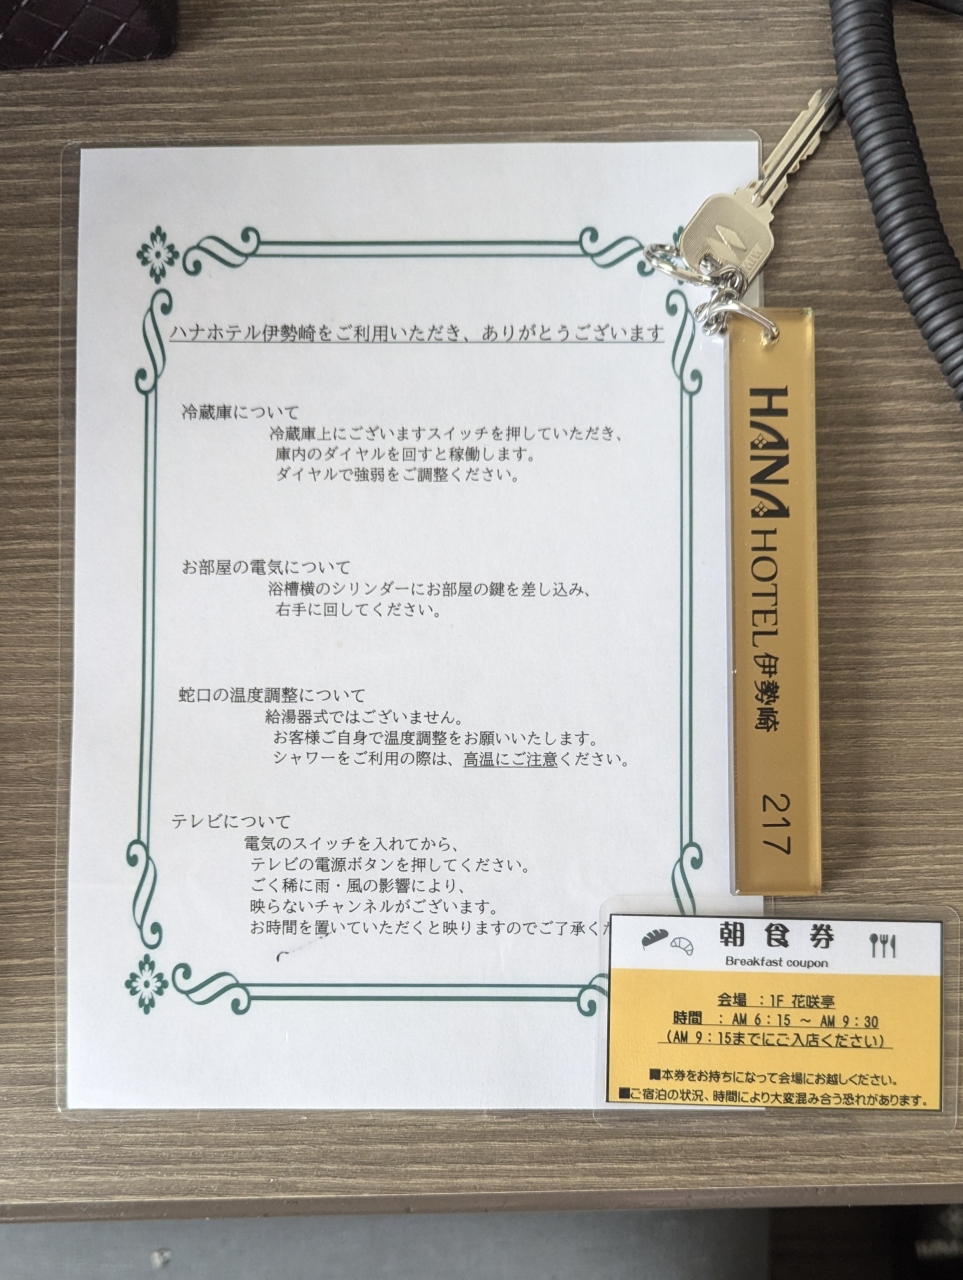 ハナホテル伊勢崎をご利用いただき、ありがとうございます
冷蔵庫について
冷蔵庫上にございますスイッチを押していただき、
庫内のダイヤルを回すと稼働します。
ダイヤルで強弱をご調整ください。
お部屋の電気について
浴槽横のシリンダーにお部屋の鍵を差し込み、
右手に回してください。
蛇口の温度調整について
給湯器式ではございません。
お客様ご自身で温度調整をお願いいたします。
シャワーをご利用の際は、高温にご注意ください。
テレビについて
電気のスイッチを入れてから、
テレビの電源ボタンを押してください。
ごく稀に雨・風の影響により、
映らないチャンネルがございます。
お時間を置いていただくと映りますのでご了承くだ
HANA HOTEL 伊勢崎 217
朝食券
Breakfast coupon
会場 : 1F 花咲亭
時間 : AM 6:15 ～ AM 9:30
(AM 9:15までにご入店ください)
■本券をお持ちになって会場にお越しください。
■ご宿泊の状況、時間により大変混み合う恐れがあります。